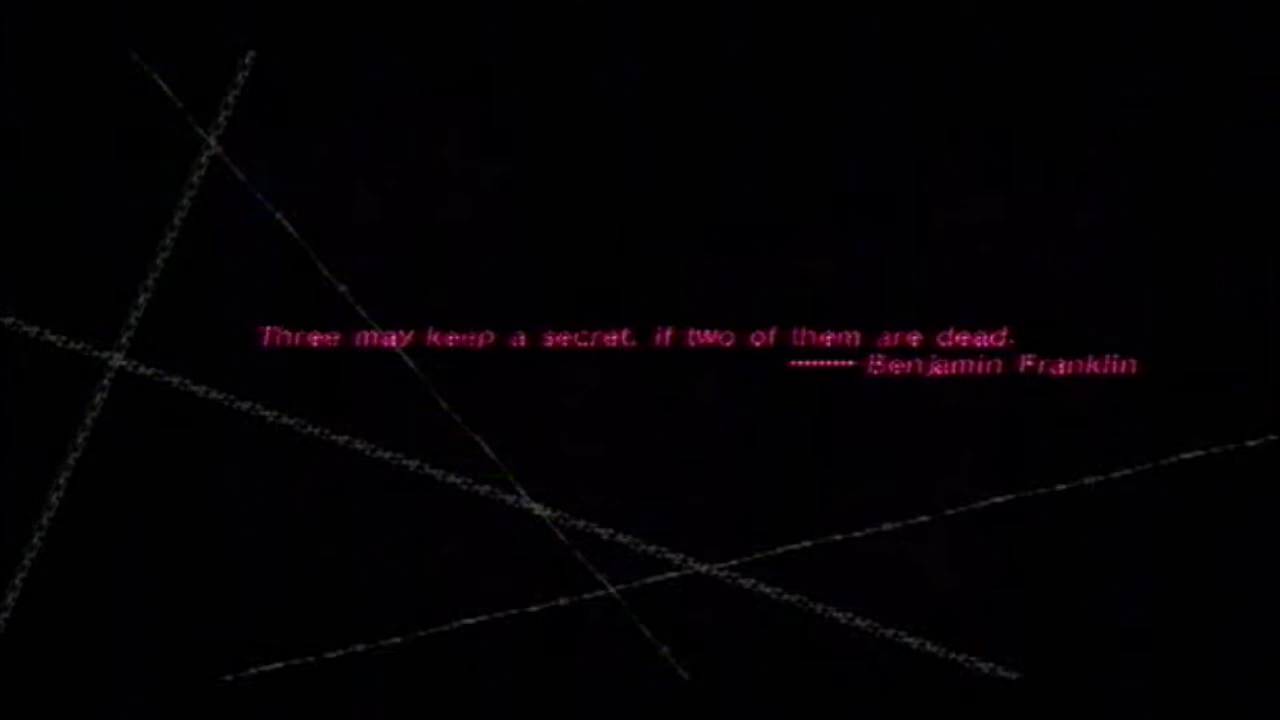 Three may keep a secret, if two of them are dead.
-------- Benjamin Franklin